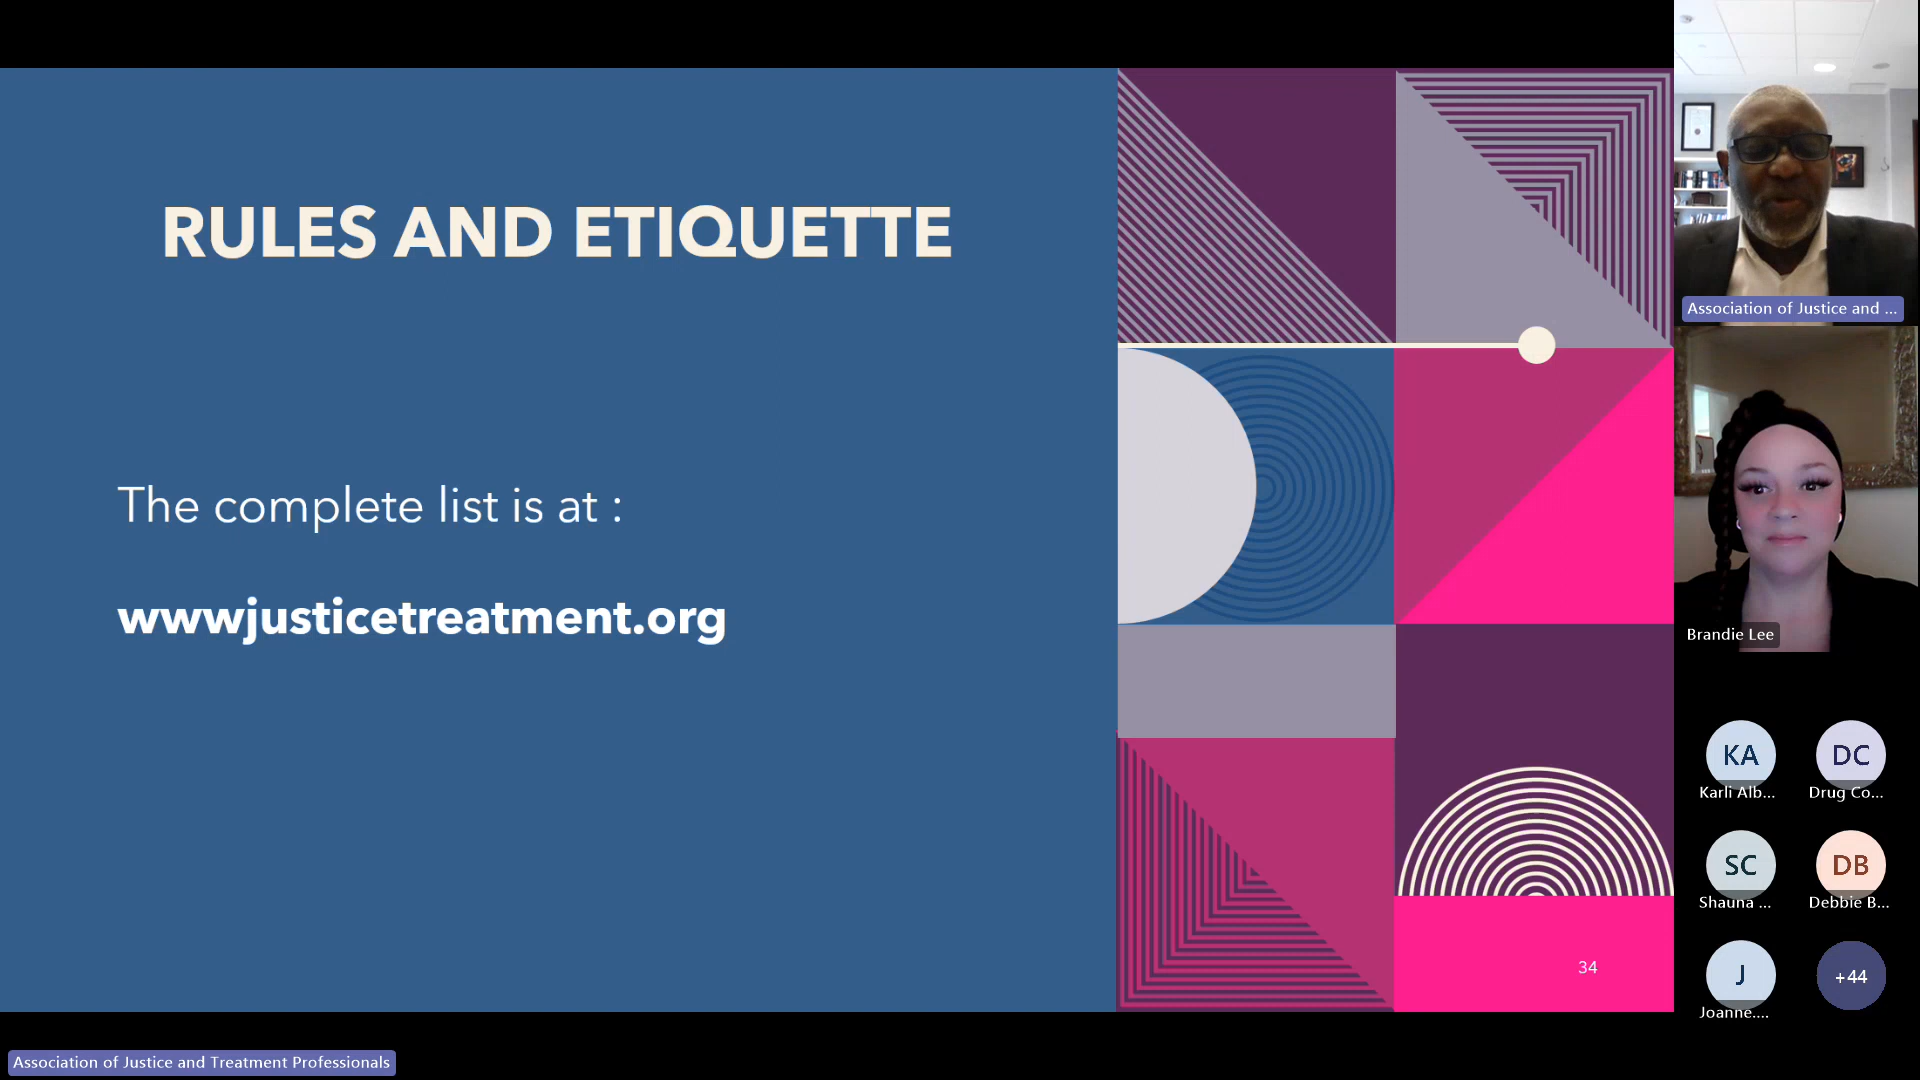 RULES AND ETIQUETTE
The complete list is at :
wwwjusticetreatment.org
34
Association of Justice and ...
Brandie Lee
KA
Karli Alb...
DC
Drug Co...
SC
Shauna ...
DB
Debbie B...
J
Joanne....
+44
Association of Justice and Treatment Professionals